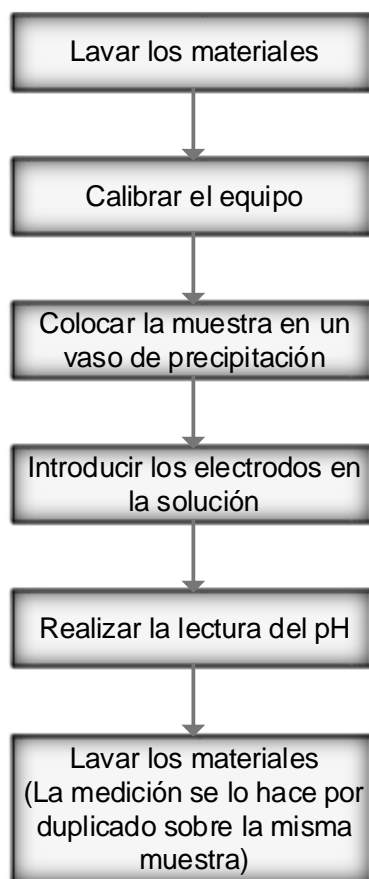 Lavar los materiales
Calibrar el equipo
Colocar la muestra en un
vaso de precipitación
Introducir los electrodos en
la solución
Realizar la lectura del pH
Lavar los materiales
(La medición se lo hace por
duplicado sobre la misma
muestra)